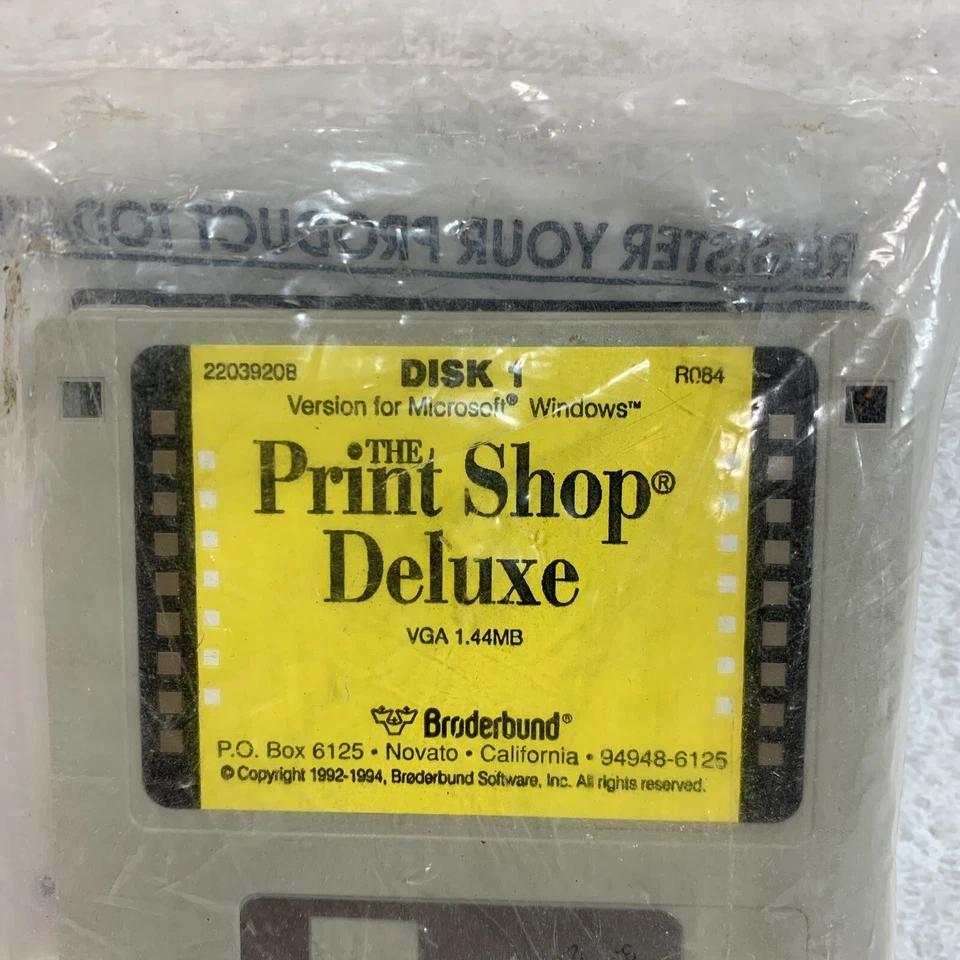 REGISTER YOUR PRODUCT TODAY
2203920B DISK 1 R084
Version for Microsoft® Windows™
THE
Print Shop®
Deluxe
VGA 1.44MB
Brøderbund®
P.O. Box 6125 • Novato • California • 94948-6125
© Copyright 1992-1994, Brøderbund Software, Inc. All rights reserved.